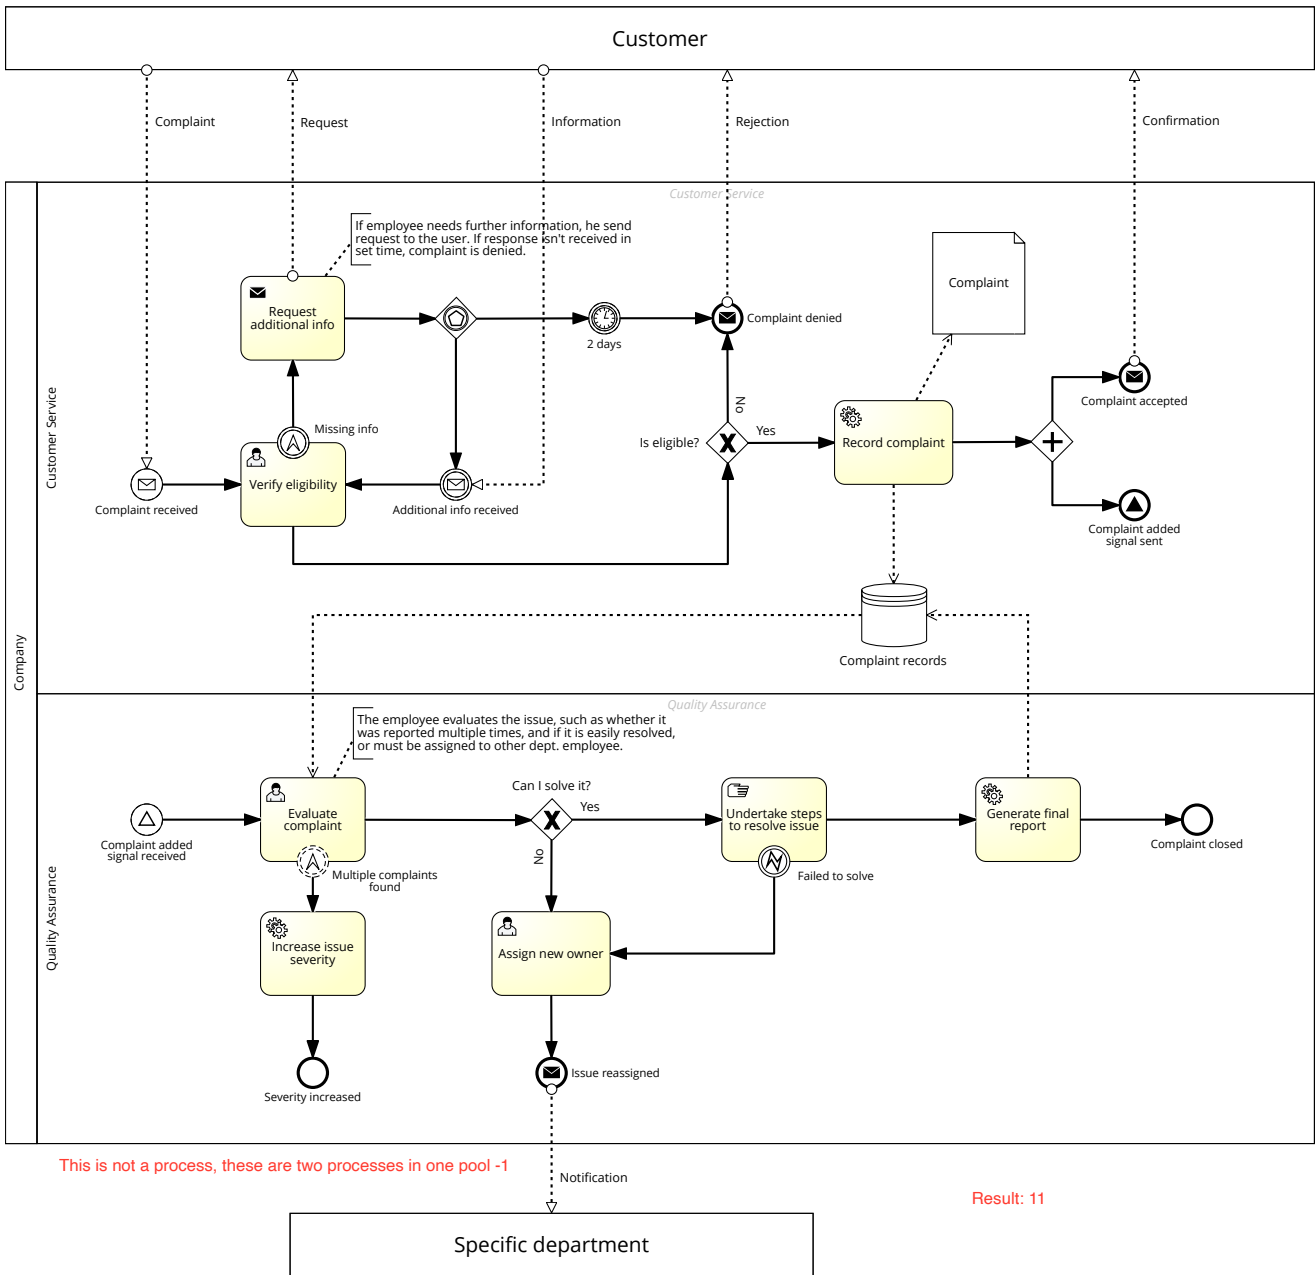 Customer
Complaint
Request
Information
Rejection
Confirmation
Company
Customer Service
Customer Service
If employee needs further information, he send
request to the user. If response isn't received in
set time, complaint is denied.
Request
additional info
2 days
Complaint denied
Complaint
Missing info
Verify eligibility
Complaint received
Additional info received
Is eligible?
No
Yes
Record complaint
Complaint accepted
Complaint added
signal sent
Complaint records
Quality Assurance
Quality Assurance
The employee evaluates the issue, such as whether it
was reported multiple times, and if it is easily resolved,
or must be assigned to other dept. employee.
Complaint added
signal received
Evaluate
complaint
Can I solve it?
Yes
No
Undertake steps
to resolve issue
Generate final
report
Complaint closed
Multiple complaints
found
Failed to solve
Increase issue
severity
Assign new owner
Severity increased
Issue reassigned
This is not a process, these are two processes in one pool -1
Notification
Result: 11
Specific department